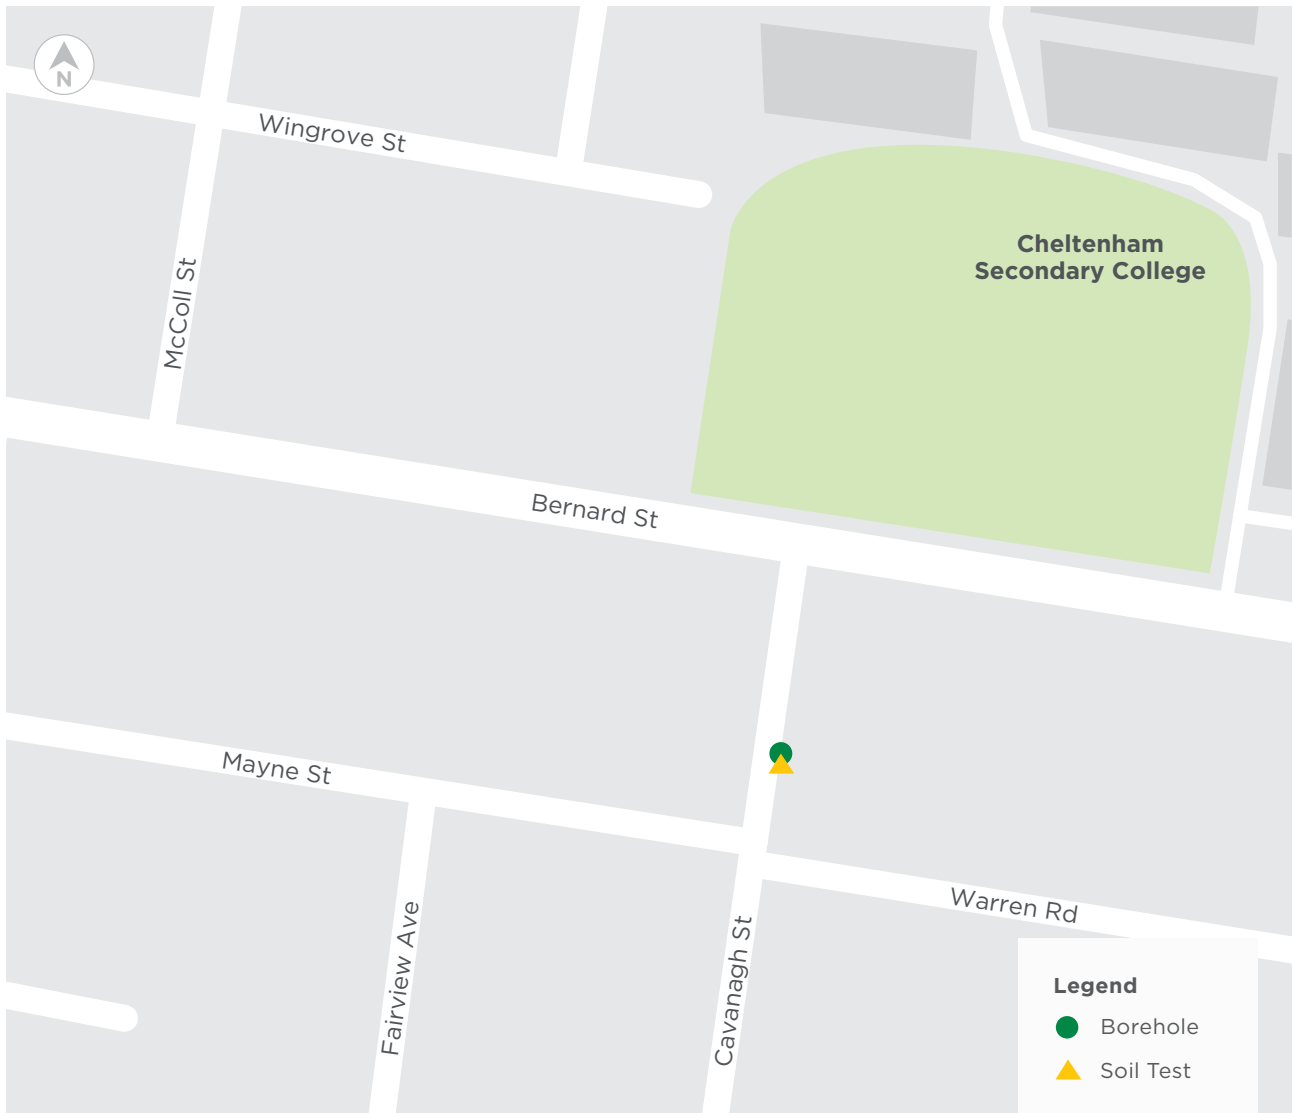 N
Wingrove St
Cheltenham
Secondary College
McColl St
Bernard St
Mayne St
Warren Rd
Fairview Ave
Cavanagh St
Legend
Borehole
Soil Test